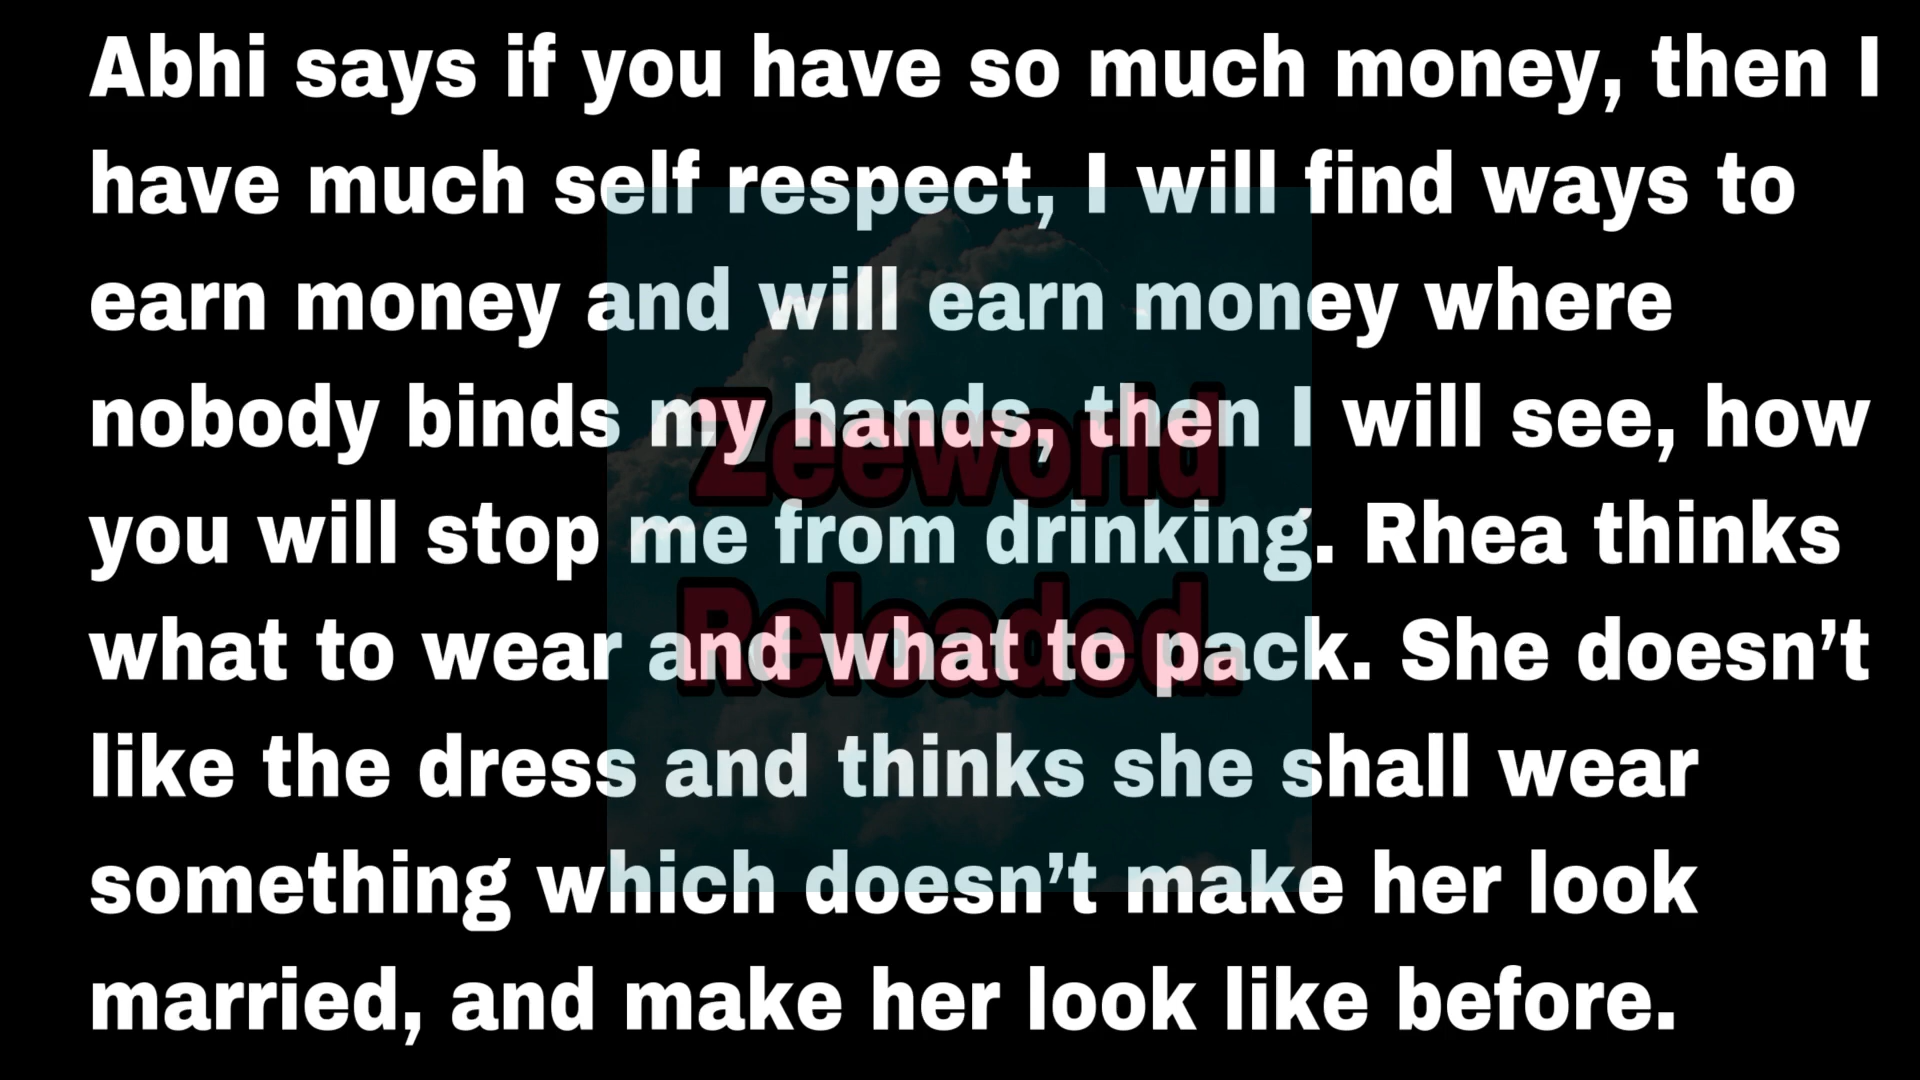 Abhi says if you have so much money, then I
have much self respect, I will find ways to
earn money and will earn money where
nobody binds my hands, then I will see, how
you will stop me from drinking. Rhea thinks
what to wear and what to pack. She doesn’t
like the dress and thinks she shall wear
something which doesn’t make her look
married, and make her look like before.
Zeeworld
Reloaded.